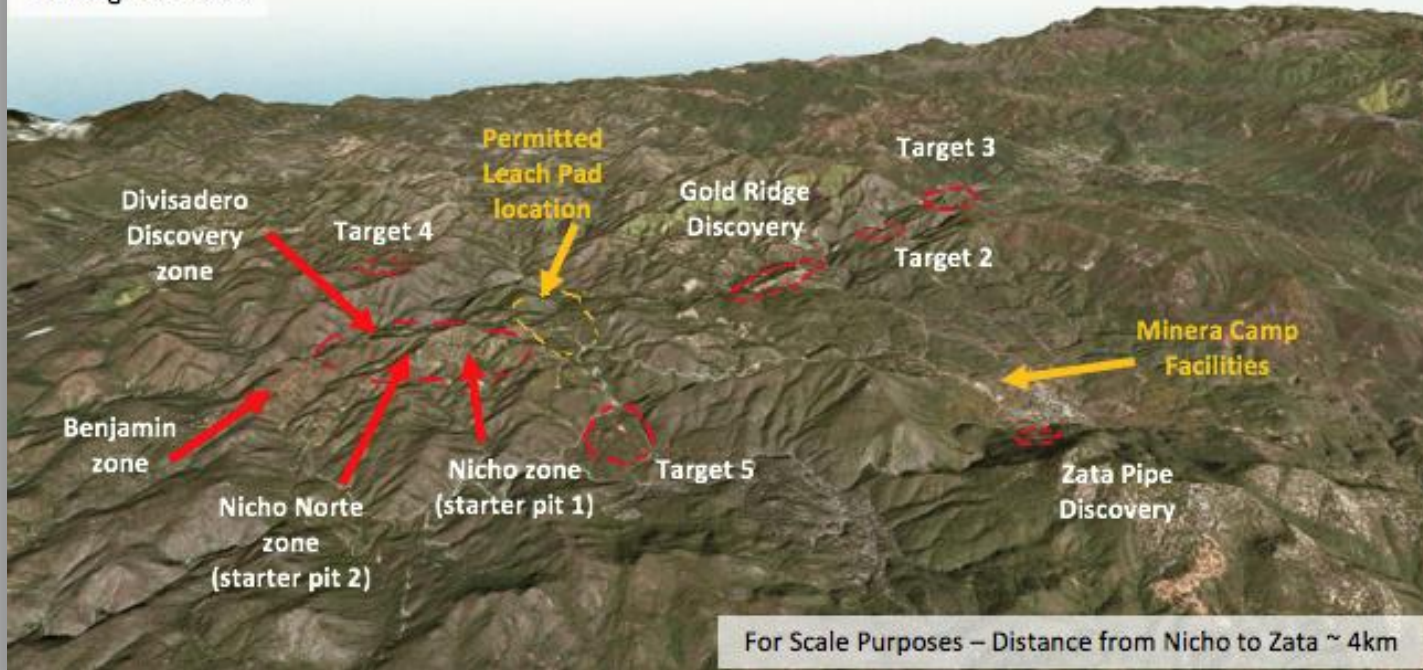 Permitted
Leach Pad
location
Target 3
Gold Ridge
Discovery
Divisadero
Discovery
zone
Target 4
Target 2
Minera Camp
Facilities
Benjamin
zone
Nicho zone
(starter pit 1)
Target 5
Zata Pipe
Discovery
Nicho Norte
zone
(starter pit 2)
For Scale Purposes – Distance from Nicho to Zata ~ 4km